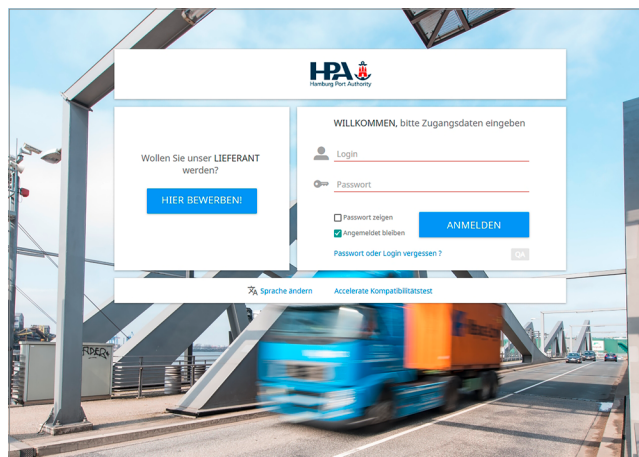 HPA
Hamburg Port Authority
Wollen Sie unser LIEFERANT
werden?
HIER BEWERBEN!
WILLKOMMEN, bitte Zugangsdaten eingeben
Login
Passwort
Passwort zeigen
Angemeldet bleiben
ANMELDEN
Passwort oder Login vergessen ?
QA
Sprache ändern
Accelerate Kompatibilitätstest